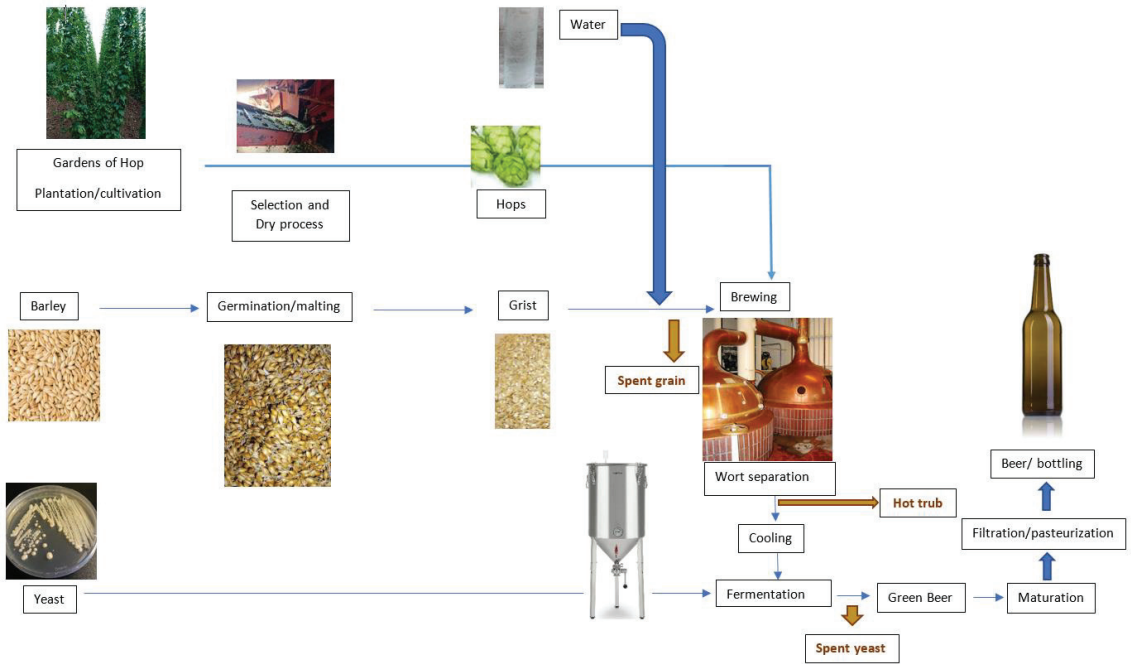 Water
Gardens of Hop
Plantation/cultivation
Selection and
Dry process
Hops
Barley
Germination/malting
Grist
Brewing
Spent grain
Wort separation
Hot trub
Cooling
Yeast
Fermentation
Green Beer
Maturation
Filtration/pasteurization
Beer/ bottling
Spent yeast